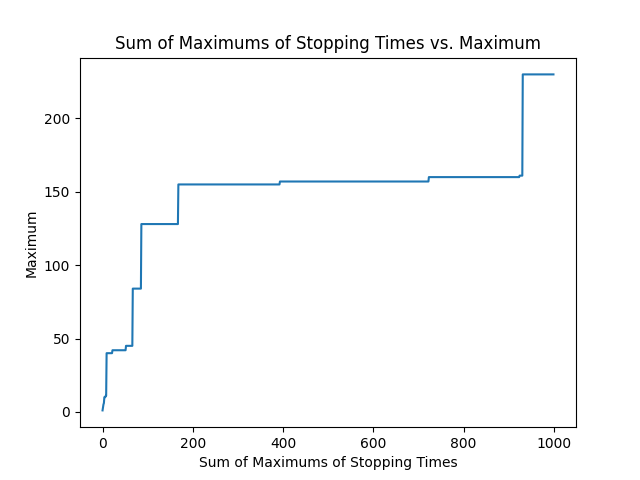 Sum of Maximums of Stopping Times vs. Maximum
200
150
100
50
0
Maximum
0 200 400 600 800 1000
Sum of Maximums of Stopping Times